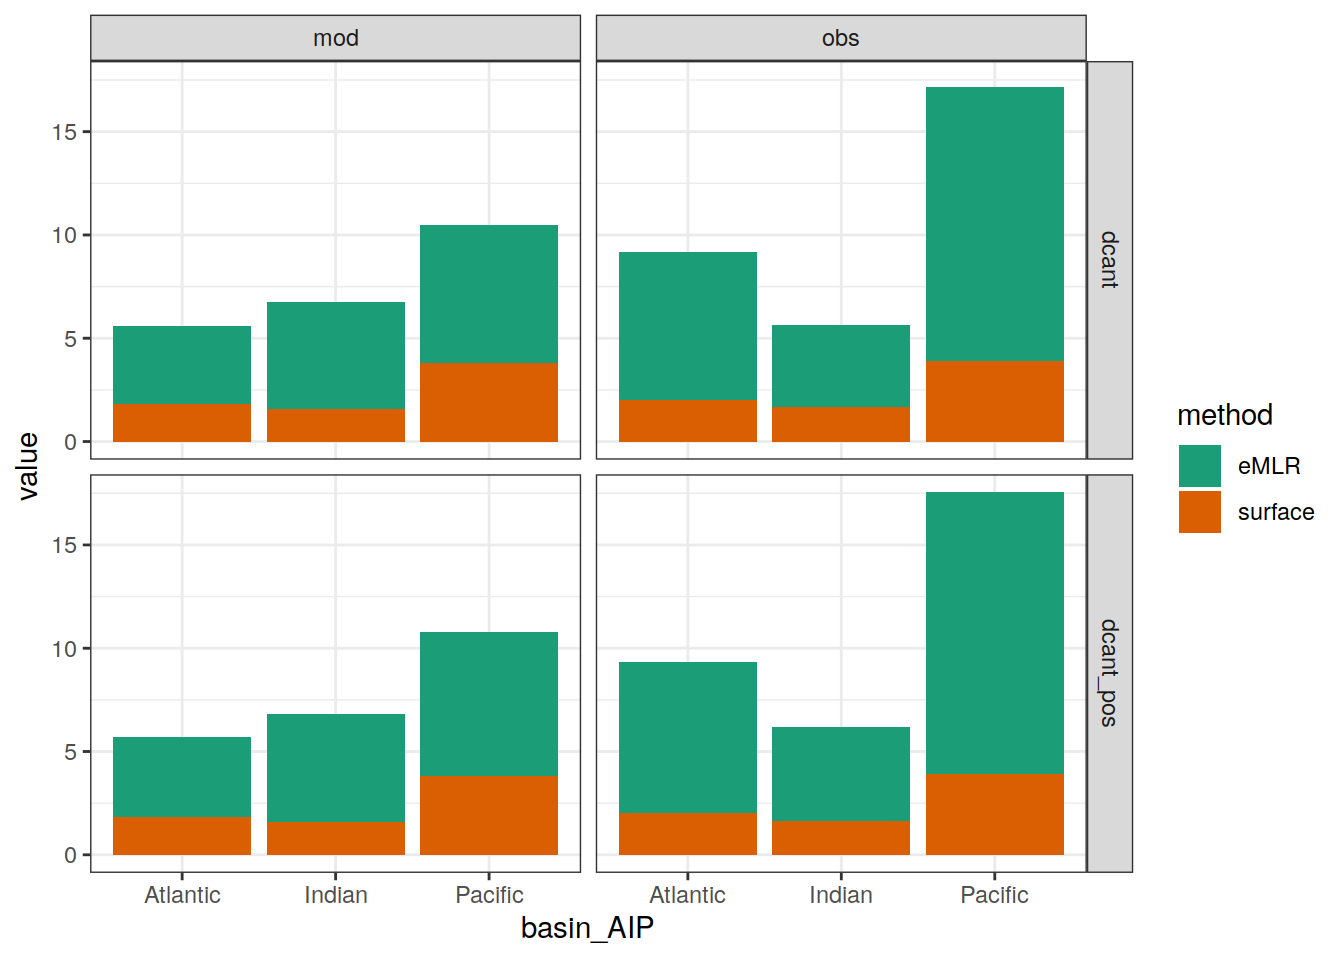 mod
obs
15
10
5
0
dcant
15
10
5
0
dcant_pos
value
Atlantic
Indian
Pacific
Atlantic
Indian
Pacific
basin_AIP
method
eMLR
surface